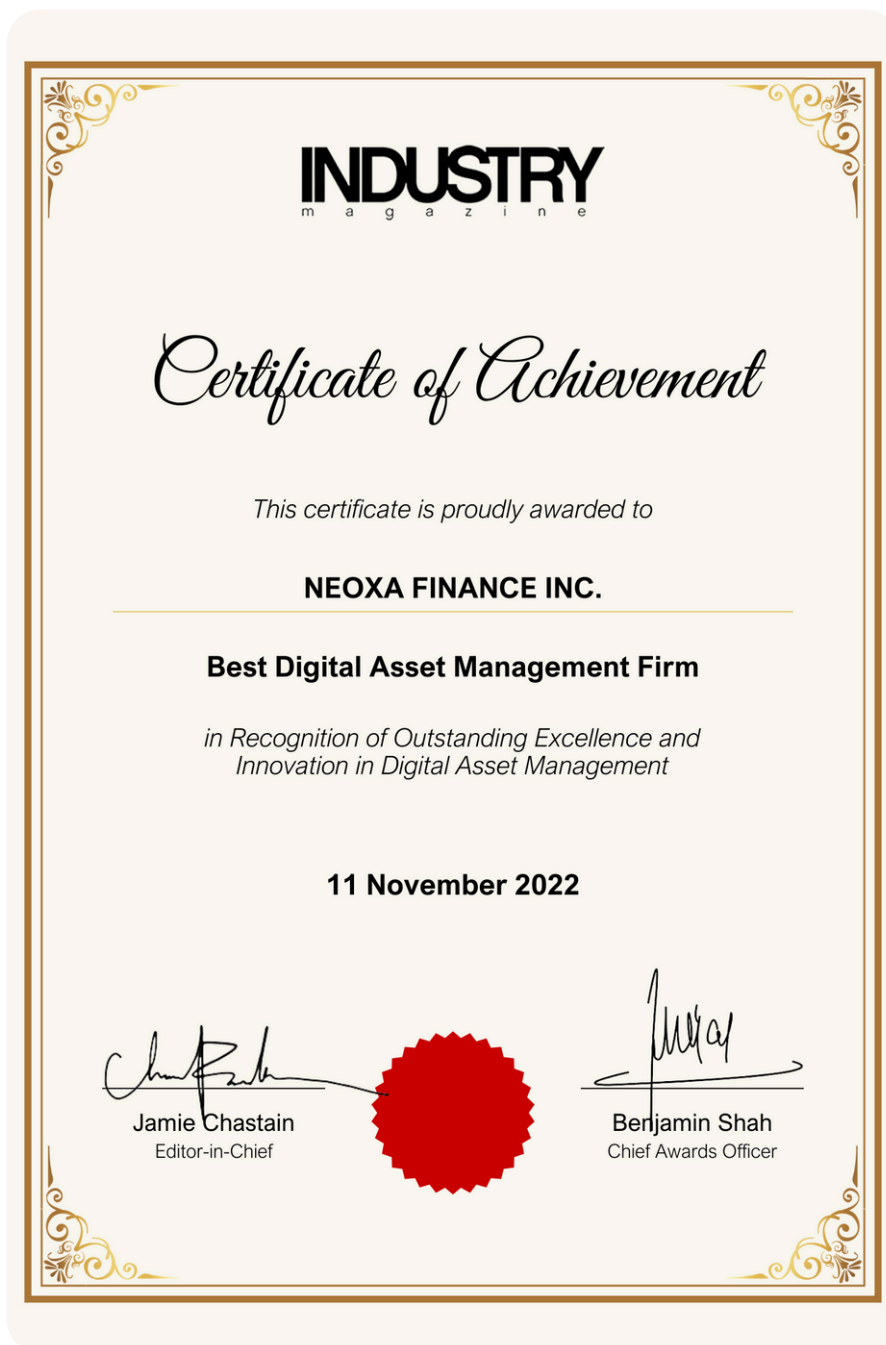 INDUSTRY
magazine
Certificate of Achievement
This certificate is proudly awarded to
NEOXA FINANCE INC.
Best Digital Asset Management Firm
in Recognition of Outstanding Excellence and
Innovation in Digital Asset Management
11 November 2022
Jamie Chastain
Editor-in-Chief
Benjamin Shah
Chief Awards Officer